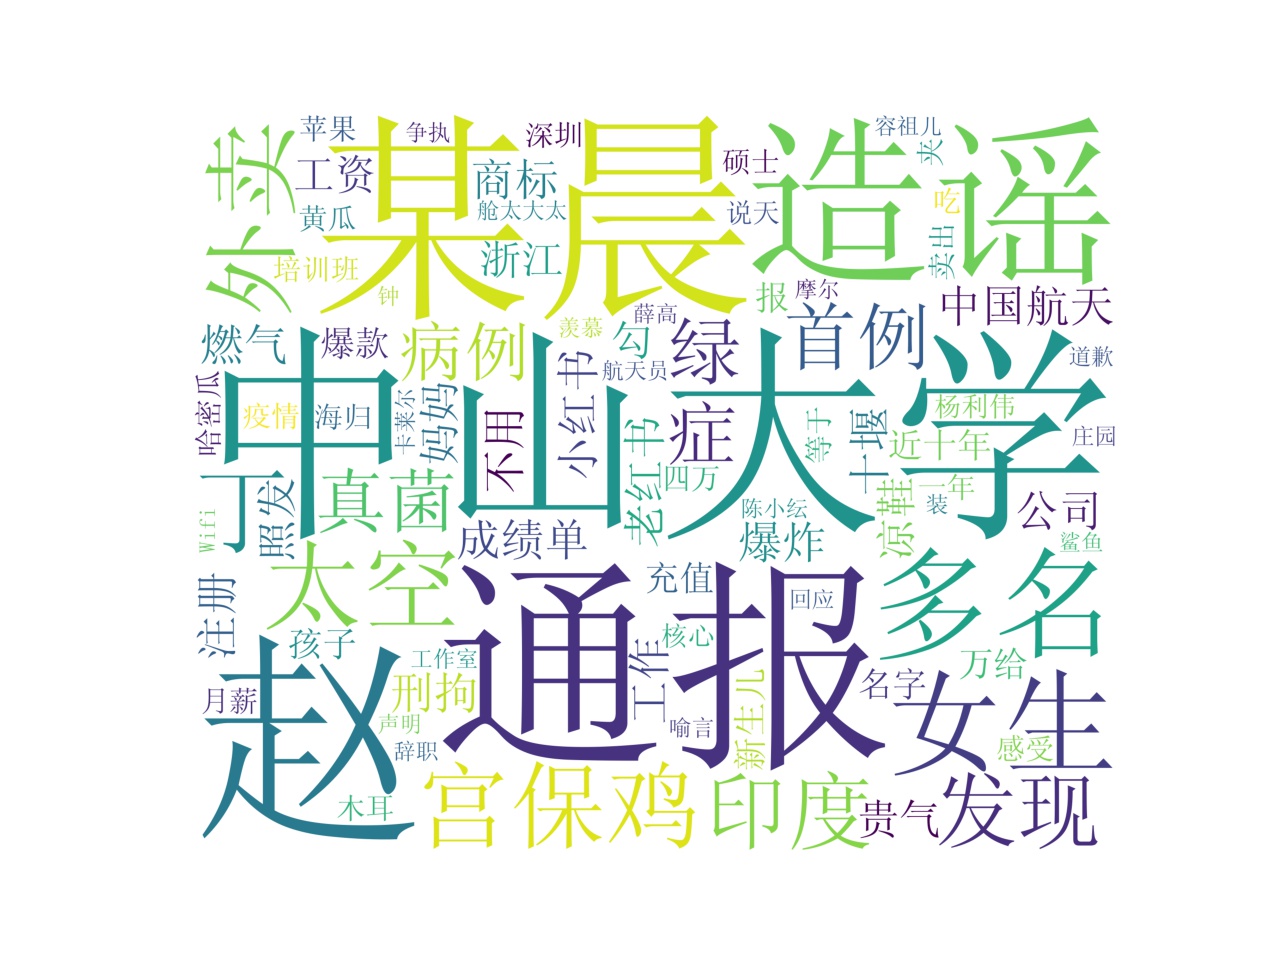 外卖
苹果
争执
深圳
容祖儿
某晨
造谣
工资
商标
硕士
夹
黄瓜
舱太大太
说天
吃
培训班
浙江
卖出
钟
薛高
报
摩尔
中国航天
燃气
爆款
病例
羡慕
勾
绿
首例
道歉
航天员
哈密瓜
中山大学
疫情
海归
卡莱尔
妈妈
不用
小红书
症
等于
十堰
杨利伟
庄园
近十年
老红书
四万
丁
照发
真菌
凉鞋
一年
装
公司
Wifi
成绩单
陈小纭
爆炸
鲨鱼
太空
充值
回应
多名
注册
通报
孩子
工作室
工作
核心
万给
赵
月薪
刑拘
新生儿
名字
女生
声明
喻言
感受
辞职
木耳
宫保鸡
印度
贵气
发现